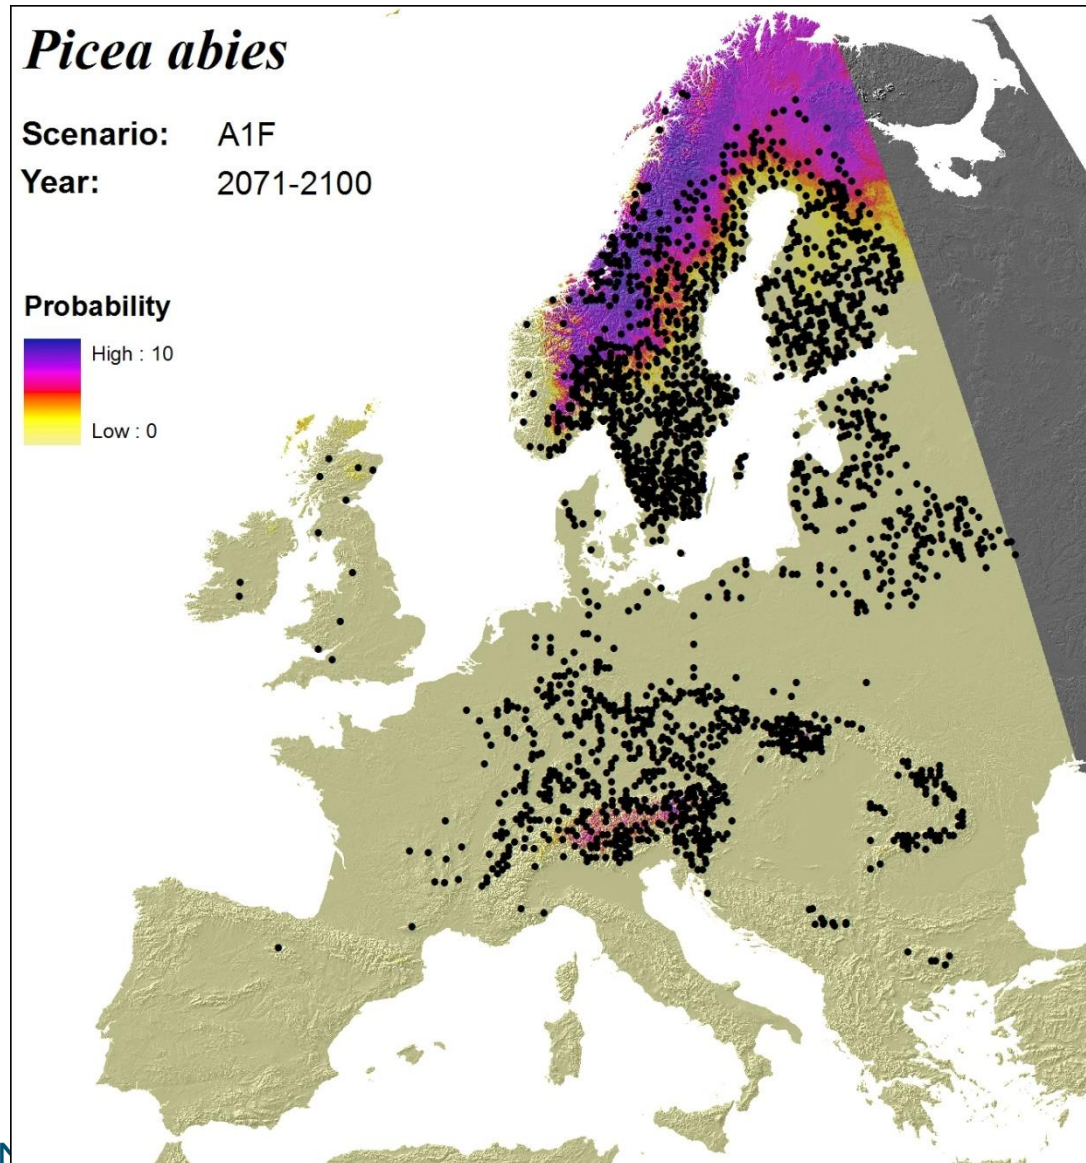 Picea abies
Scenario: A1F
Year: 2071-2100
Probability
High : 10
Low : 0